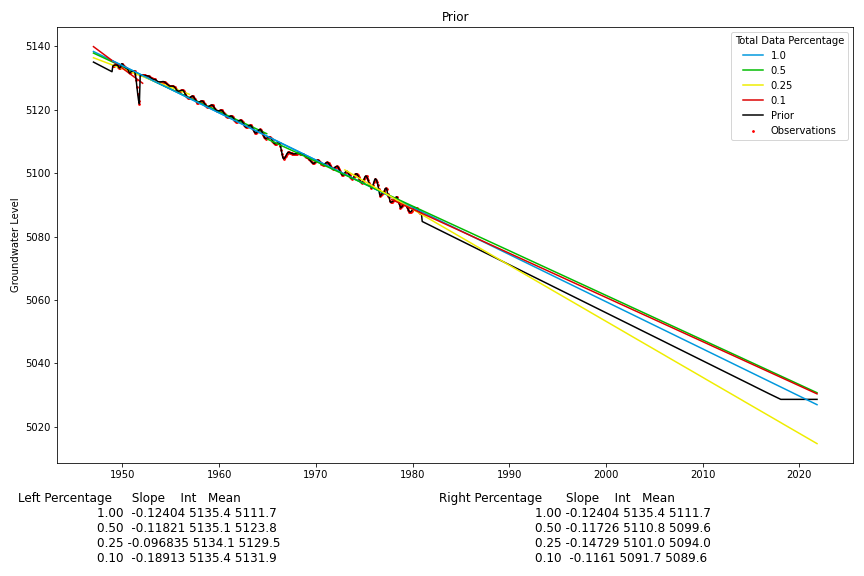 Prior
Groundwater Level
5140
5120
5100
5080
5060
5040
5020
1950 1960 1970 1980 1990 2000 2010 2020
Total Data Percentage
1.0
0.5
0.25
0.1
Prior
Observations
Left Percentage Slope Int Mean
1.00 -0.12404 5135.4 5111.7
0.50 -0.11821 5135.1 5123.8
0.25 -0.096835 5134.1 5129.5
0.10 -0.18913 5135.4 5131.9
Right Percentage Slope Int Mean
1.00 -0.12404 5135.4 5111.7
0.50 -0.11726 5110.8 5099.6
0.25 -0.14729 5101.0 5094.0
0.10 -0.1161 5091.7 5089.6